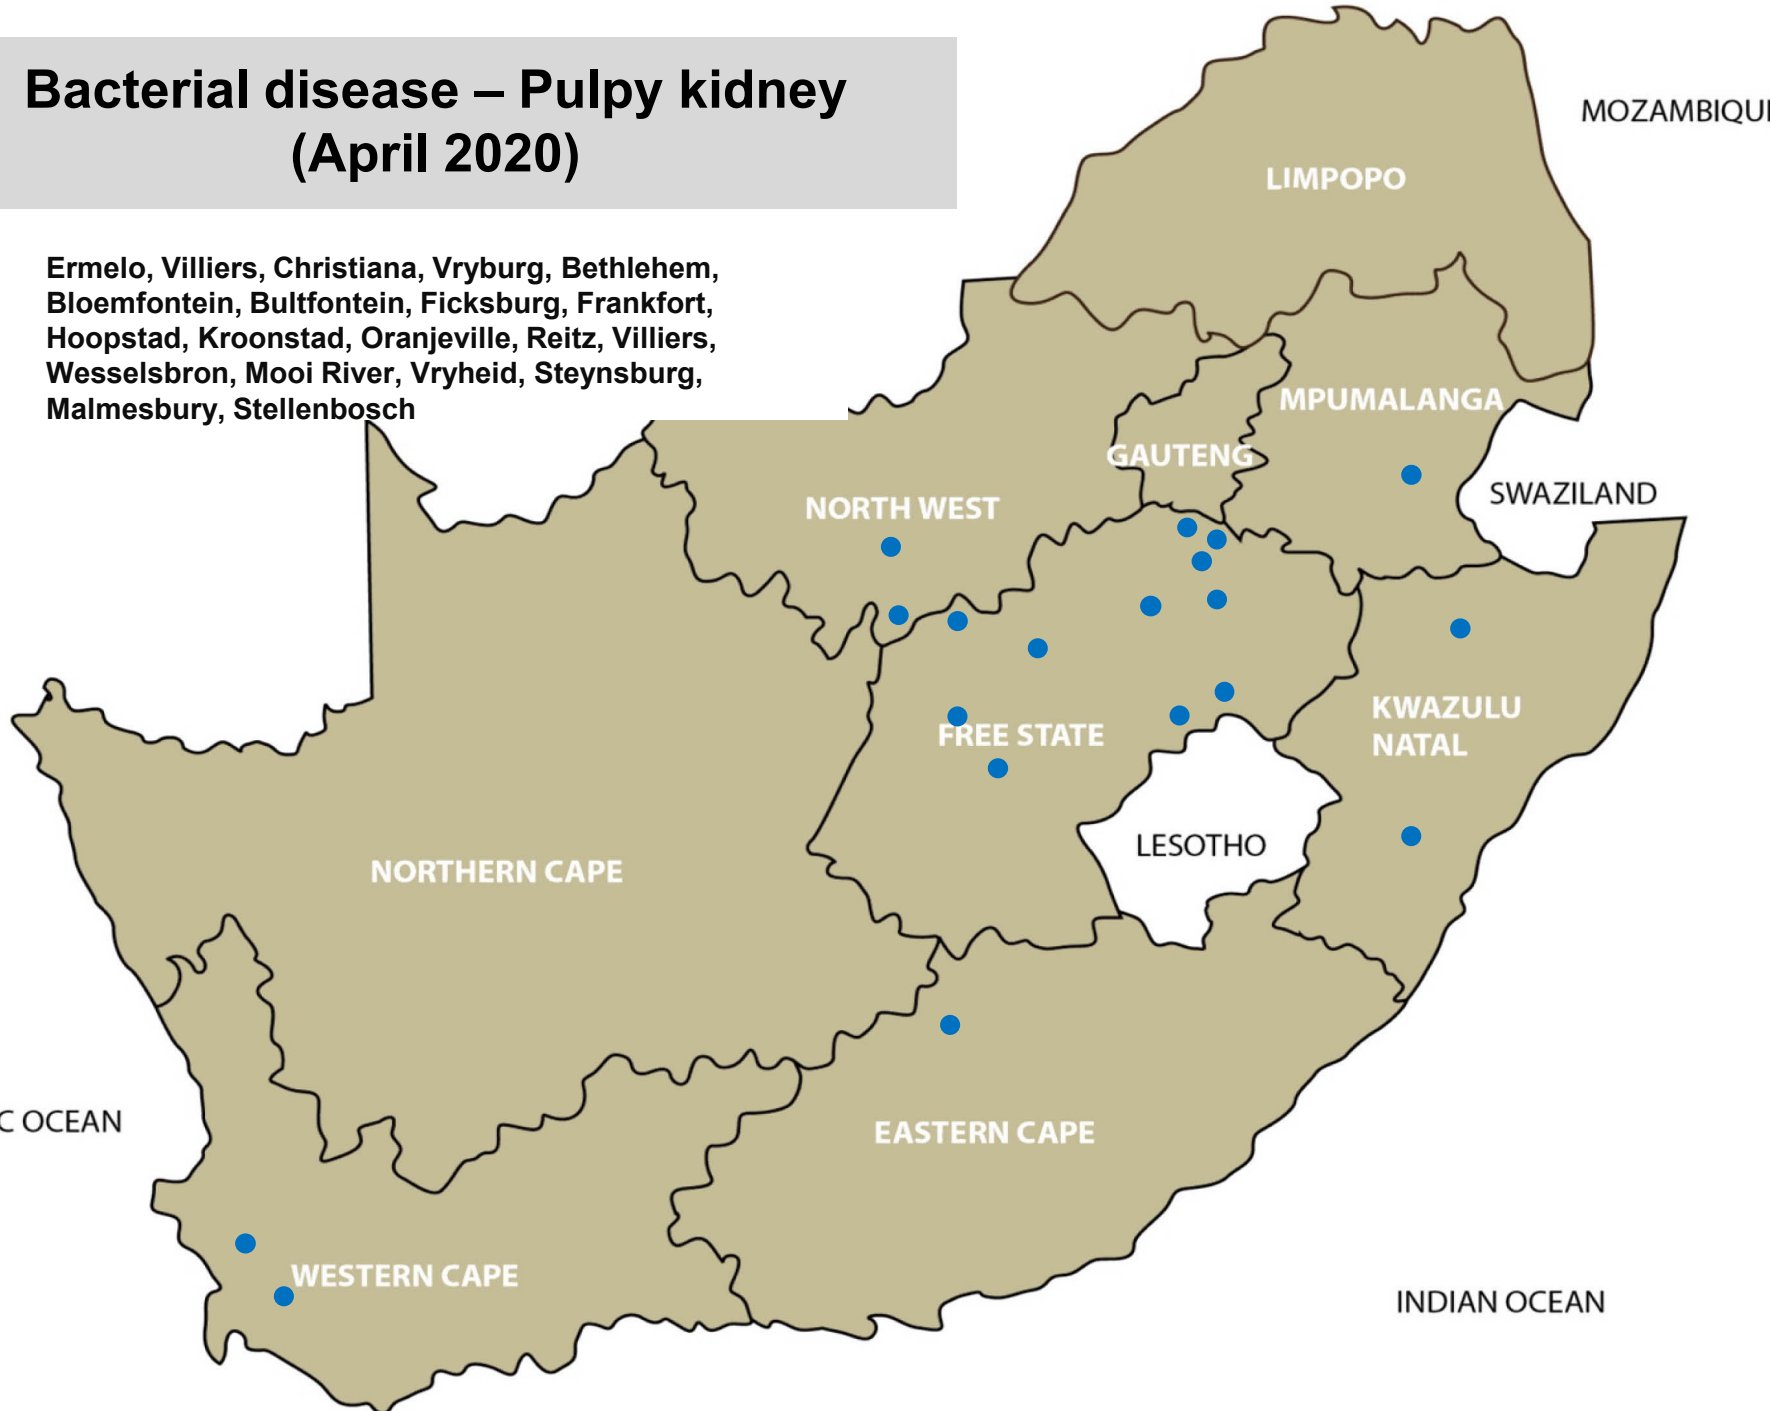 Bacterial disease – Pulpy kidney
(April 2020)
Ermelo, Villiers, Christiana, Vryburg, Bethlehem,
Bloemfontein, Bultfontein, Ficksburg, Frankfort,
Hoopstad, Kroonstad, Oranjeville, Reitz, Villiers,
Wesselsbron, Mooi River, Vryheid, Steynsburg,
Malmesbury, Stellenbosch
MOZAMBIQUE
LIMPOPO
MPUMALANGA
GAUTENG
SWAZILAND
NORTH WEST
KWAZULU
NATAL
FREE STATE
LESOTHO
NORTHERN CAPE
C OCEAN
EASTERN CAPE
WESTERN CAPE
INDIAN OCEAN